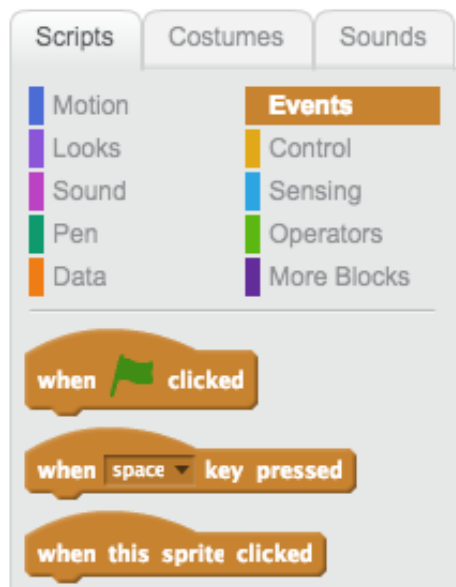 Scripts Costumes Sounds
Motion Events
Looks Control
Sound Sensing
Pen Operators
Data More Blocks
when clicked
when space key pressed
when this sprite clicked